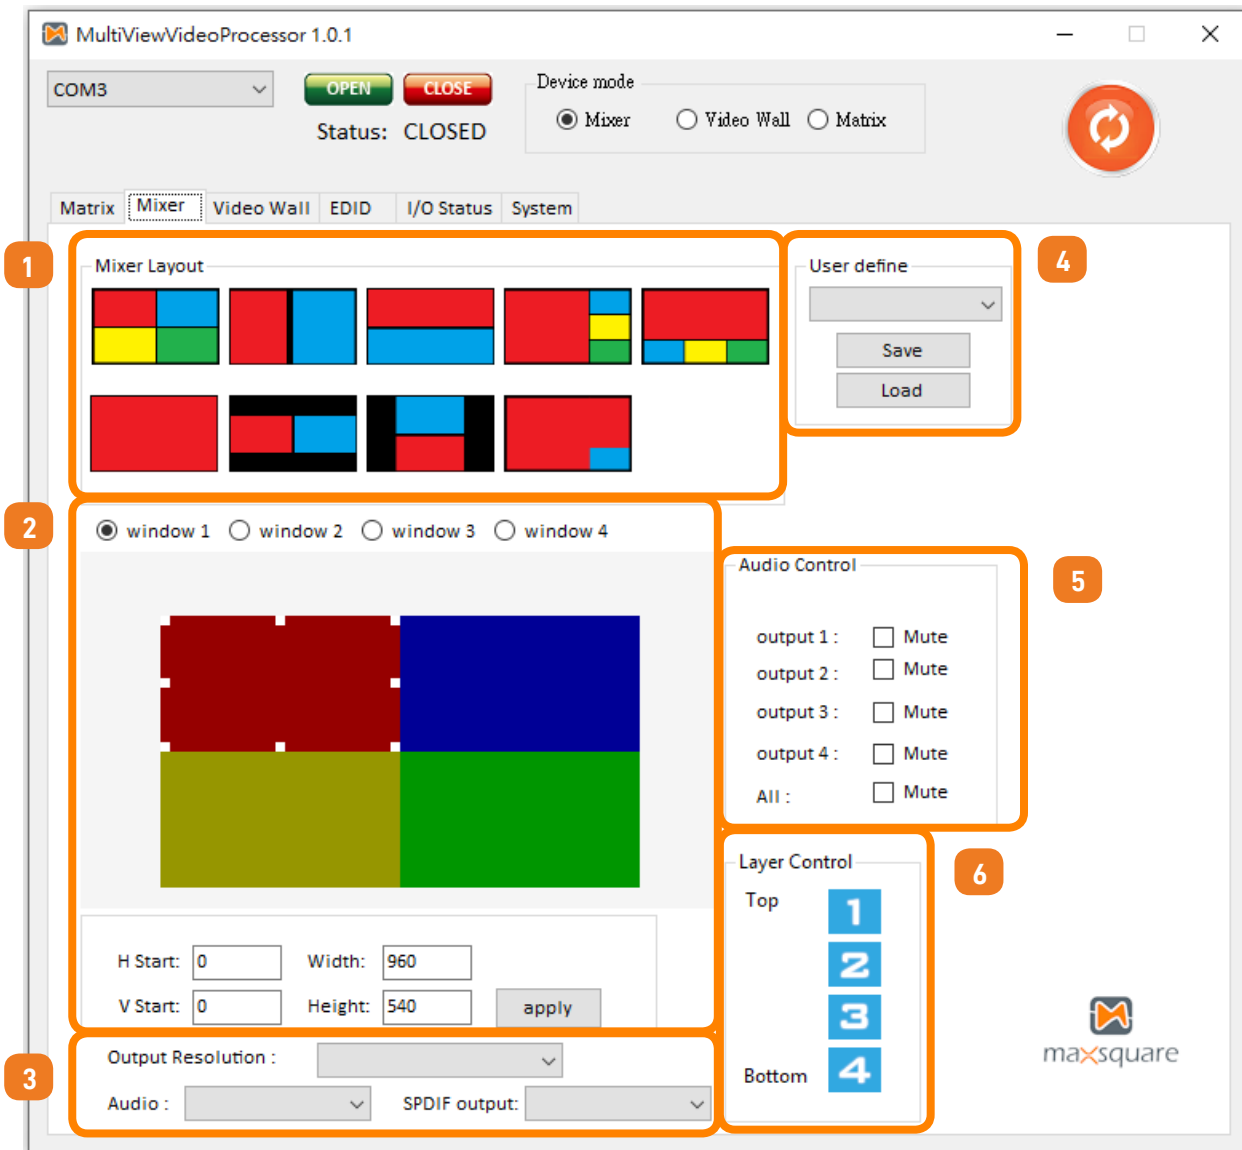 MultiViewVideoProcessor 1.0.1
COM3
OPEN
CLOSE
Status: CLOSED
Device mode
Mixer
Video Wall
Matrix
Matrix
Mixer
Video Wall
EDID
I/O Status
System
1
Mixer Layout
4
User define
Save
Load
2
window 1
window 2
window 3
window 4
5
Audio Control
output 1 :
Mute
output 2 :
Mute
output 3 :
Mute
output 4 :
Mute
All :
Mute
6
Layer Control
Top
1
2
3
Bottom
4
H Start:
0
Width:
960
V Start:
0
Height:
540
apply
3
Output Resolution :
Audio :
SPDIF output:
maxsquare